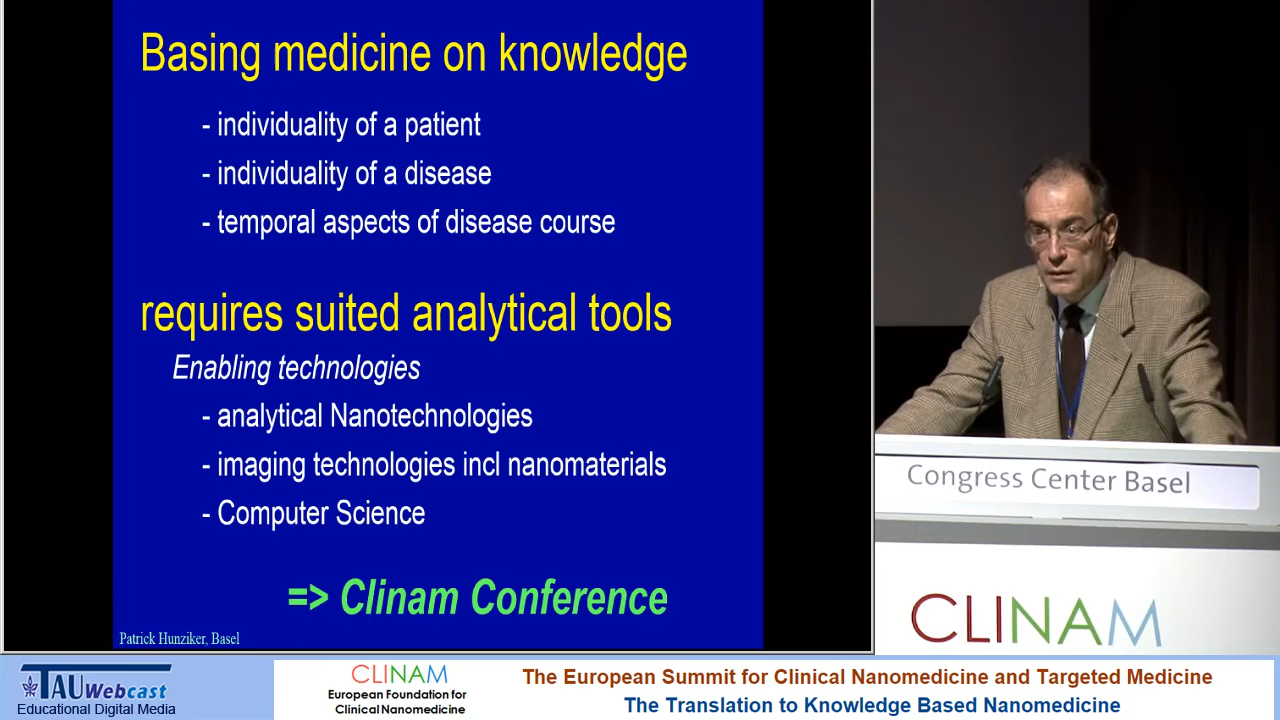 Basing medicine on knowledge
- individuality of a patient
- individuality of a disease
- temporal aspects of disease course
requires suited analytical tools
Enabling technologies
- analytical Nanotechnologies
- imaging technologies incl nanomaterials
- Computer Science
=> Clinam Conference
Patrick Hunziker, Basel
Congress Center Basel
CLINAM
TAU Webcast
Educational Digital Media
CLINAM
European Foundation for
Clinical Nanomedicine
The European Summit for Clinical Nanomedicine and Targeted Medicine
The Translation to Knowledge Based Nanomedicine